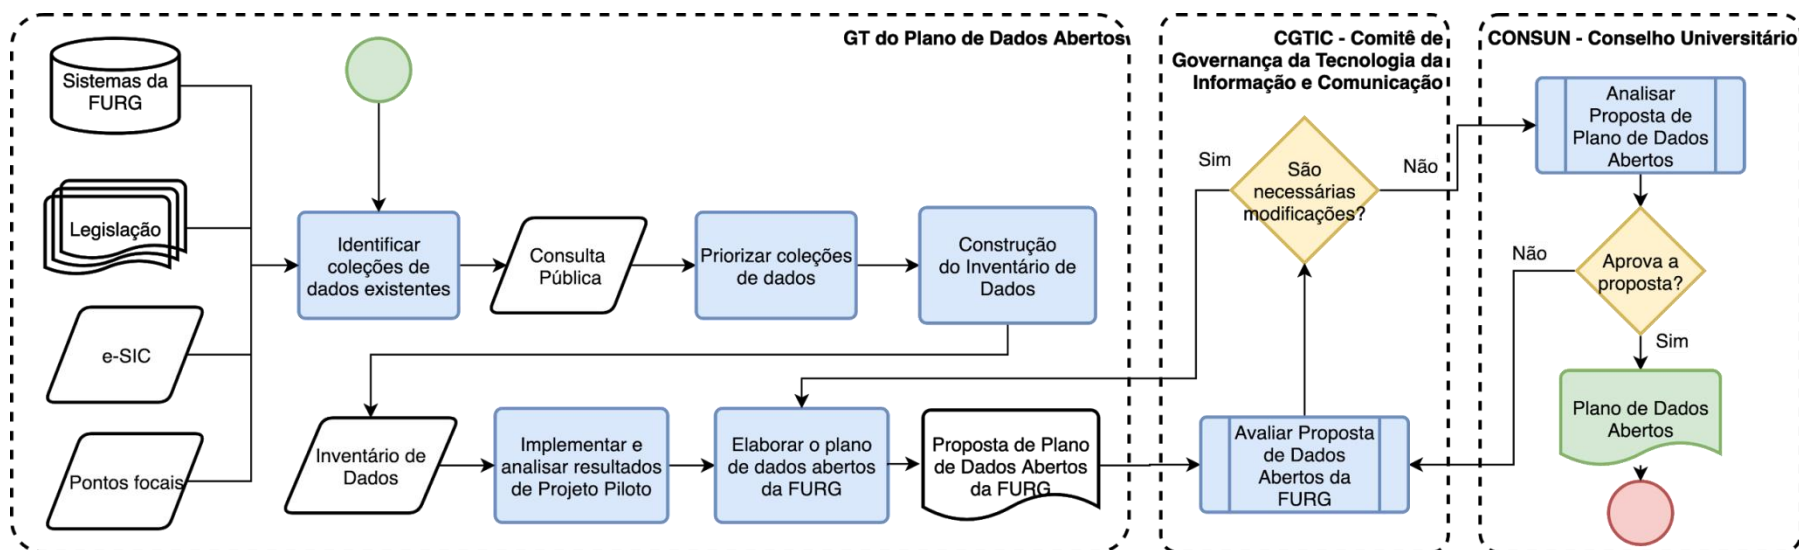 GT do Plano de Dados Abertos
Sistemas da
FURG
Legislação
e-SIC
Pontos focais
Identificar
coleções de
dados existentes
Consulta
Pública
Priorizar coleções
de dados
Construção
do Inventário de
Dados
Inventário de
Dados
Implementar e
analisar resultados
de Projeto Piloto
Elaborar o plano
de dados abertos
da FURG
Proposta de Plano
de Dados Abertos
da FURG
CGTIC - Comitê de
Governança da Tecnologia da
Informação e Comunicação
Sim
São
necessárias
modificações?
Não
Avaliar Proposta
de Dados
Abertos da
FURG
CONSUN - Conselho Universitário
Analisar
Proposta de
Plano de Dados
Abertos
Não
Aprova a
proposta?
Sim
Plano de Dados
Abertos